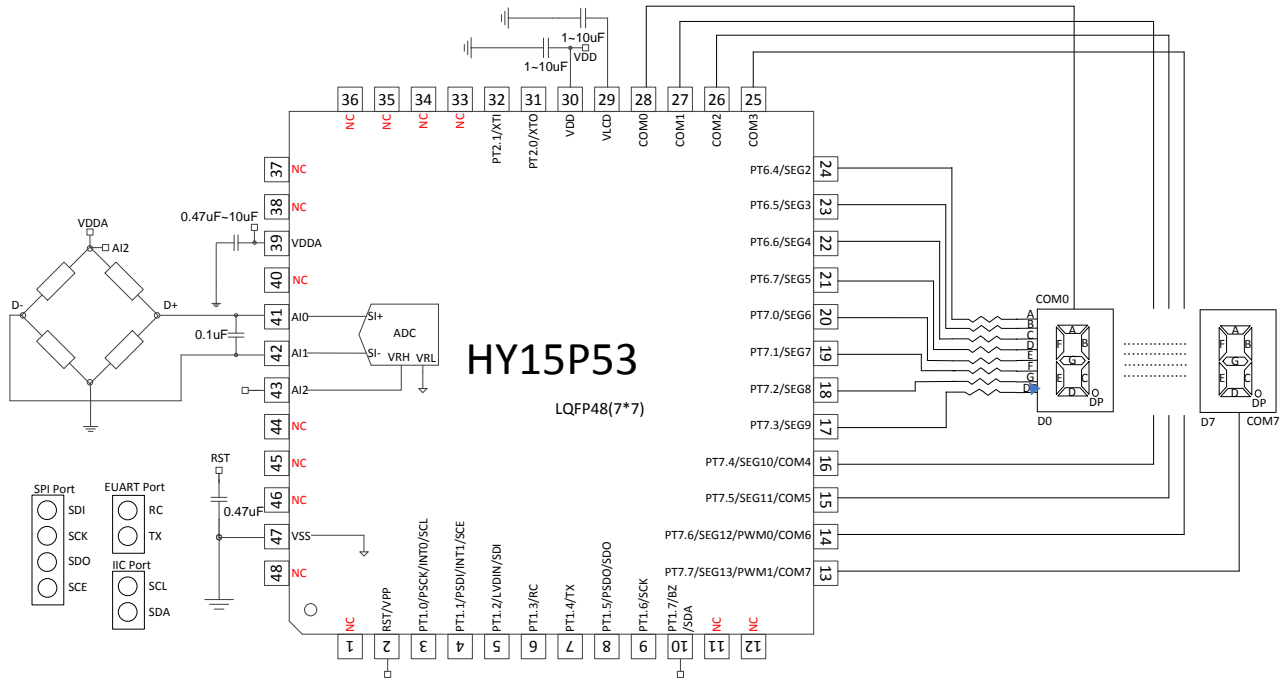 1~10uF
VDD
1~10uF
36 35 34 33 32 31 30 29 28 27 26 25
NC NC NC NC PT2.1/XTI PT2.0/XTO VDD VLCD COM0 COM1 COM2 COM3
37 NC
38 NC
0.47uF~10uF
39 VDDA
40 NC
41 AI0
42 AI1
43 AI2
44 NC
45 NC
46 NC
47 VSS
48 NC
VDDA
AI2
D-
D+
0.1uF
SI+
ADC
SI-
VRH VRL
HY15P53
LQFP48(7*7)
PT6.4/SEG2 24
PT6.5/SEG3 23
PT6.6/SEG4 22
PT6.7/SEG5 21
PT7.0/SEG6 20
PT7.1/SEG7 19
PT7.2/SEG8 18
PT7.3/SEG9 17
PT7.4/SEG10/COM4 16
PT7.5/SEG11/COM5 15
PT7.6/SEG12/PWM0/COM6 14
PT7.7/SEG13/PWM1/COM7 13
COM0
A
B
C
D
E
F
G
A
F B
G
E C
D
DP
D0
A
F B
G
E C
D
DP
D7 COM7
RST
0.47uF
SPI Port
SDI
SCK
SDO
SCE
EUART Port
RC
TX
IIC Port
SCL
SDA
NC
RST/VPP
PT1.0/PSCK/INT0/SCL
PT1.1/PSDI/INT1/SCE
PT1.2/LVDIN/SDI
PT1.3/RC
PT1.4/TX
PT1.5/PSDO/SDO
PT1.6/SCK
PT1.7/BZ
/SDA
NC
NC
1 2 3 4 5 6 7 8 9 10 11 12